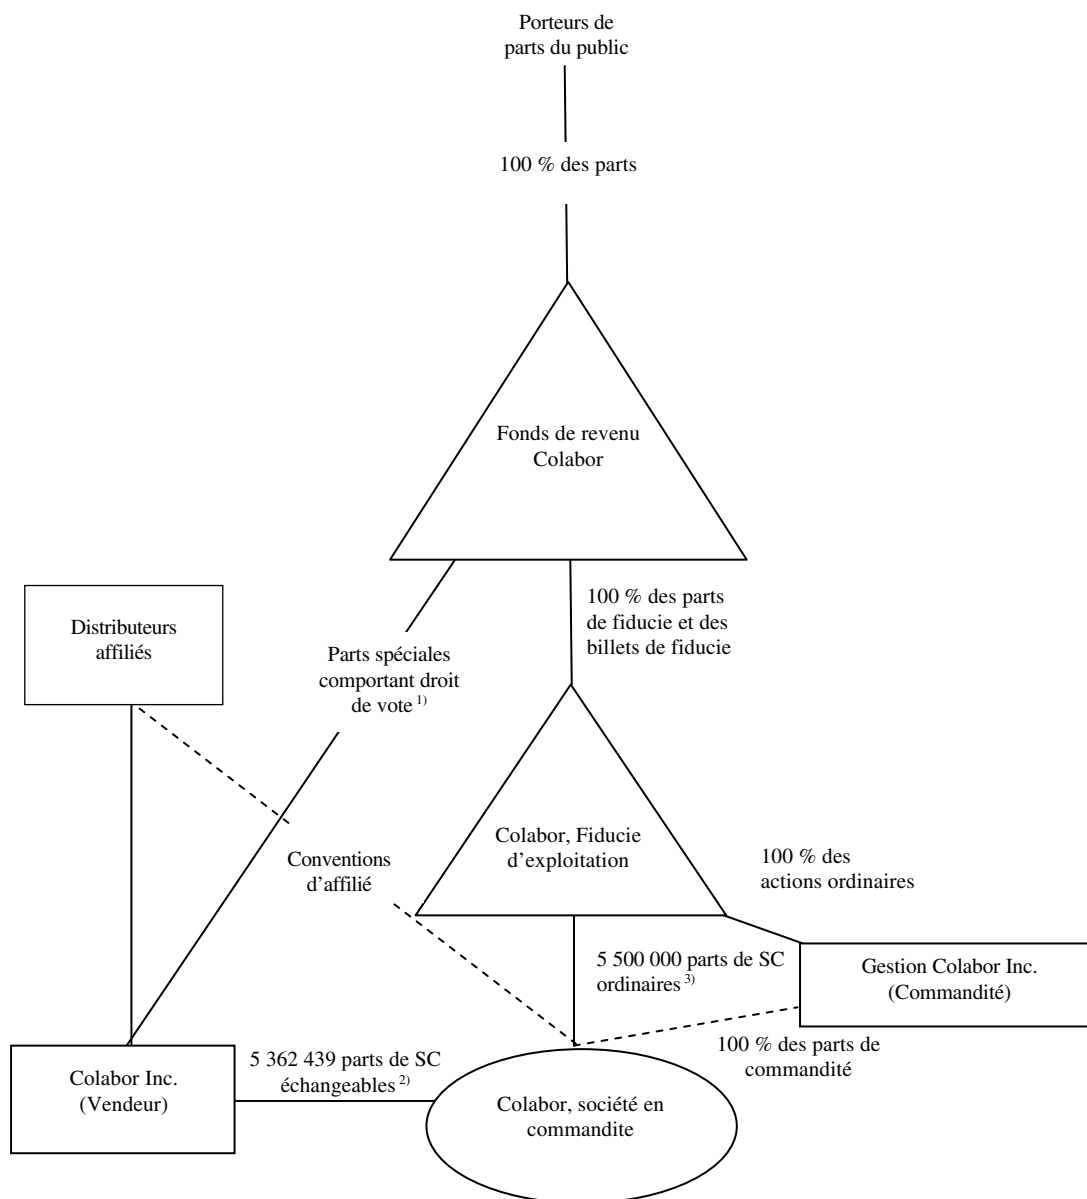 Porteurs de
parts du public
100 % des parts
Fonds de revenu
Colabor
100 % des parts
de fiducie et des
billets de fiducie
Distributeurs
affiliés
Parts spéciales
comportant droit
de vote 1)
Colabor, Fiducie
d’exploitation
Conventions
d’affilié
100 % des
actions ordinaires
5 500 000 parts de SC
ordinaires 3)
Gestion Colabor Inc.
(Commandité)
100 % des parts de
commandité
5 362 439 parts de SC
échangeables 2)
Colabor Inc.
(Vendeur)
Colabor, société en
commandite